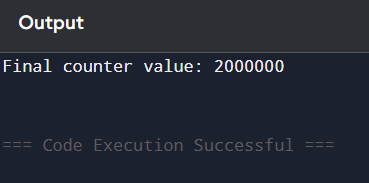 Output
Final counter value: 2000000
=== Code Execution Successful ===